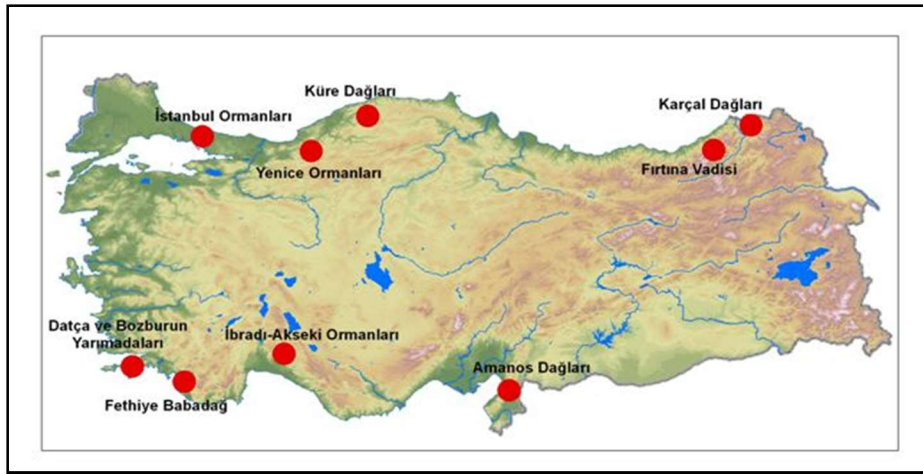 Küre Dağları
İstanbul Ormanları
Karçal Dağları
Yenice Ormanları
Fırtına Vadisi
Datça ve Bozburun
Yarımadaları
İbradı-Akseki Ormanları
Amanos Dağları
Fethiye Babadağ